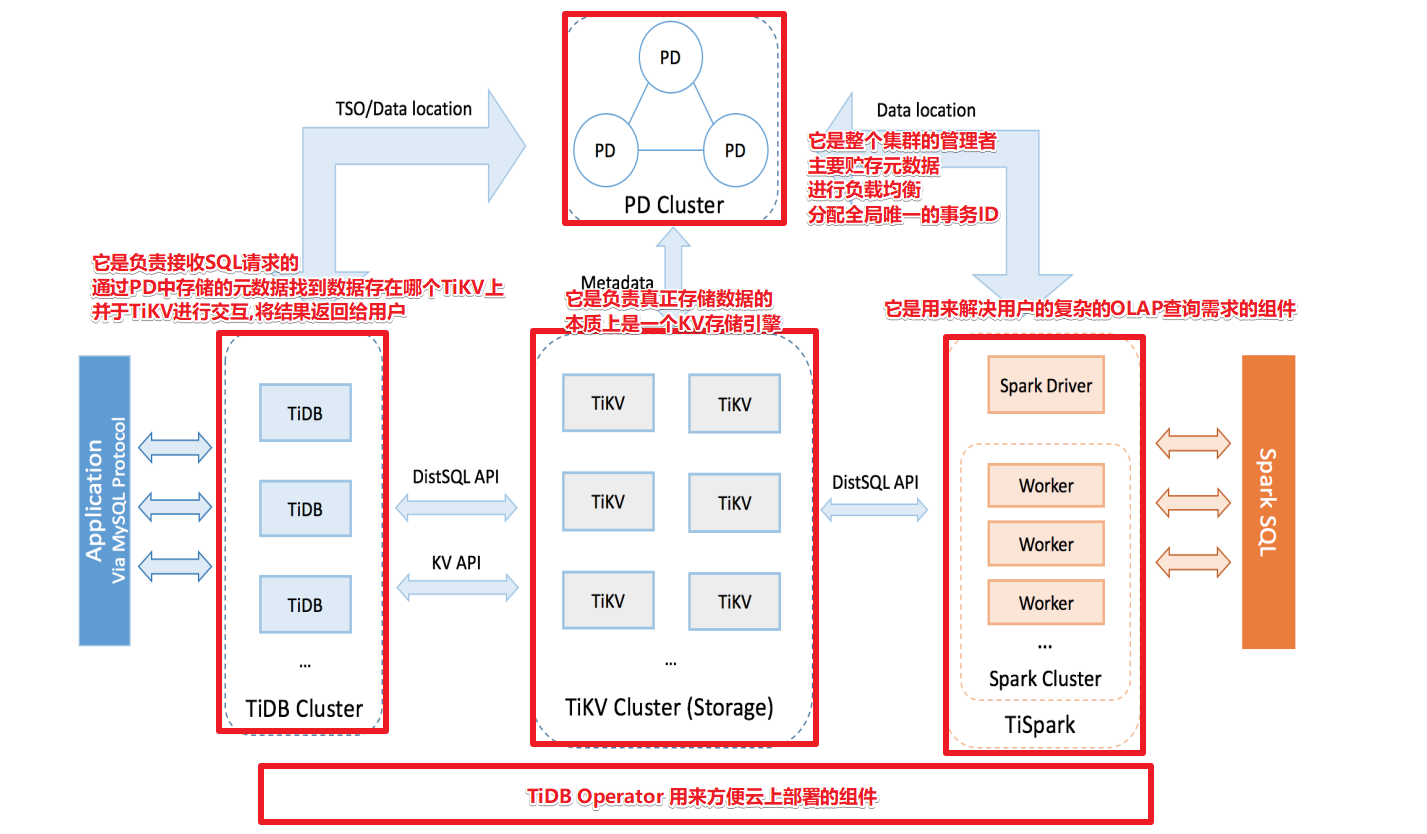 PD
PD
PD
PD Cluster
TSO/Data location
Data location
它是整个集群的管理者
主要贮存元数据
进行负载均衡
分配全局唯一的事务ID
它是负责接收SQL请求的
通过PD中存储的元数据找到数据存在哪个TiKV上
并于TiKV进行交互,将结果返回给用户
Metadata
它是负责真正存储数据的
本质上是一个KV存储引擎
它是用来解决用户的复杂的OLAP查询需求的组件
Application
Via MySQL Protocol
TiDB
TiDB
TiDB
...
TiDB Cluster
DistSQL API
KV API
TiKV
TiKV
TiKV
TiKV
TiKV
TiKV
...
TiKV Cluster (Storage)
DistSQL API
Spark Driver
Worker
Worker
Worker
...
Spark Cluster
TiSpark
Spark SQL
TiDB Operator 用来方便云上部署的组件